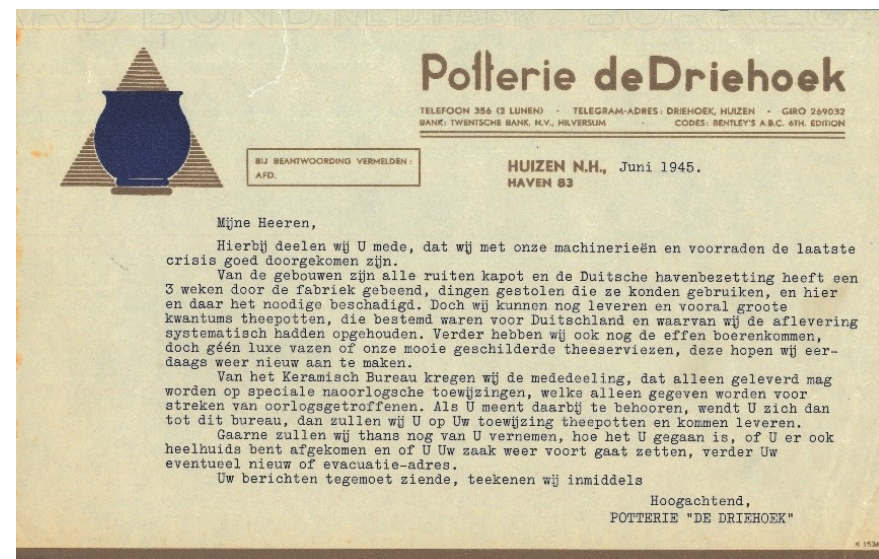 Potterie de Driehoek
TELEFOON 356 (2 LIJNEN) - TELEGRAM-ADRES: DRIEHOEK, HUIZEN - GIRO 269032
BANK: TWENTSCHE BANK, N.V., HILVERSUM - CODES: BENTLEY'S A.B.C. 6TH. EDITION
BIJ BEANTWOORDING VERMELDEN:
AFD.
HUIZEN N.H., Juni 1945.
HAVEN 83
Mijne Heeren,
Hierbij deelen wij U mede, dat wij met onze machinerieën en voorraden de laatste
crisis goed doorgekomen zijn.
Van de gebouwen zijn alle ruiten kapot en de Duitsche havenbezetting heeft een
3 weken door de fabriek gebeend, dingen gestolen die ze konden gebruiken, en hier
en daar het noodige beschadigd. Doch wij kunnen nog leveren en vooral groote
kwantums theepotten, die bestemd waren voor Duitschland en waarvan wij de aflevering
systematisch hadden opgehouden. Verder hebben wij ook nog de effen boerenkommen,
doch géén luxe vazen of onze mooie geschilderde theeserviezen, deze hopen wij eer-
daags weer nieuw aan te maken.
Van het Keramisch Bureau kregen wij de mededeeling, dat alleen geleverd mag
worden op speciale naoorlogsche toewijzingen, welke alleen gegeven worden voor
streken van oorlogsgetroffenen. Als U meent daarbij te behooren, wendt U zich dan
tot dit bureau, dan zullen wij U op Uw toewijzing theepotten en kommen leveren.
Gaarne zullen wij thans nog van U vernemen, hoe het U gegaan is, of U er ook
heelhuids bent afgekomen en of U Uw zaak weer voort gaat zetten, verder Uw
eventueel nieuw of evacuatie-adres.
Uw berichten tegemoet ziende, teekenen wij inmiddels
Hoogachtend,
POTTERIE "DE DRIEHOEK"